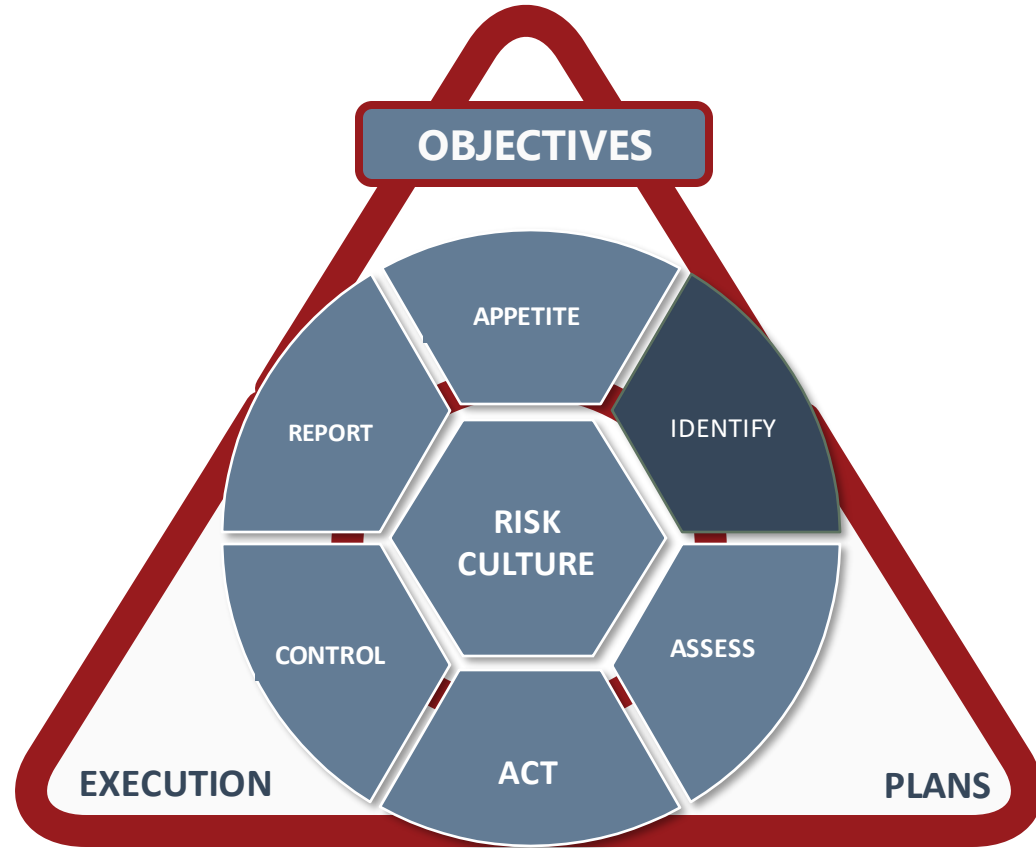 OBJECTIVES
APPETITE
IDENTIFY
REPORT
RISK
CULTURE
ASSESS
CONTROL
ACT
EXECUTION
PLANS